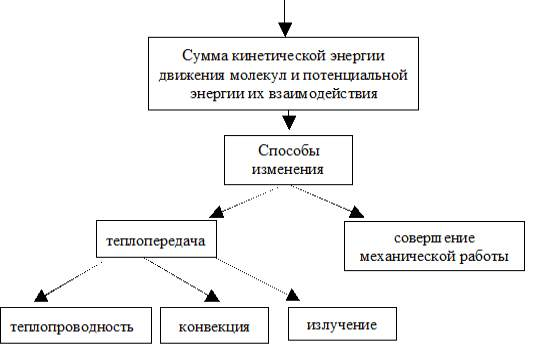 Сумма кинетической энергии
движения молекул и потенциальной
энергии их взаимодействия
Способы
изменения
теплопередача
совершение
механической работы
теплопроводность
конвекция
излучение